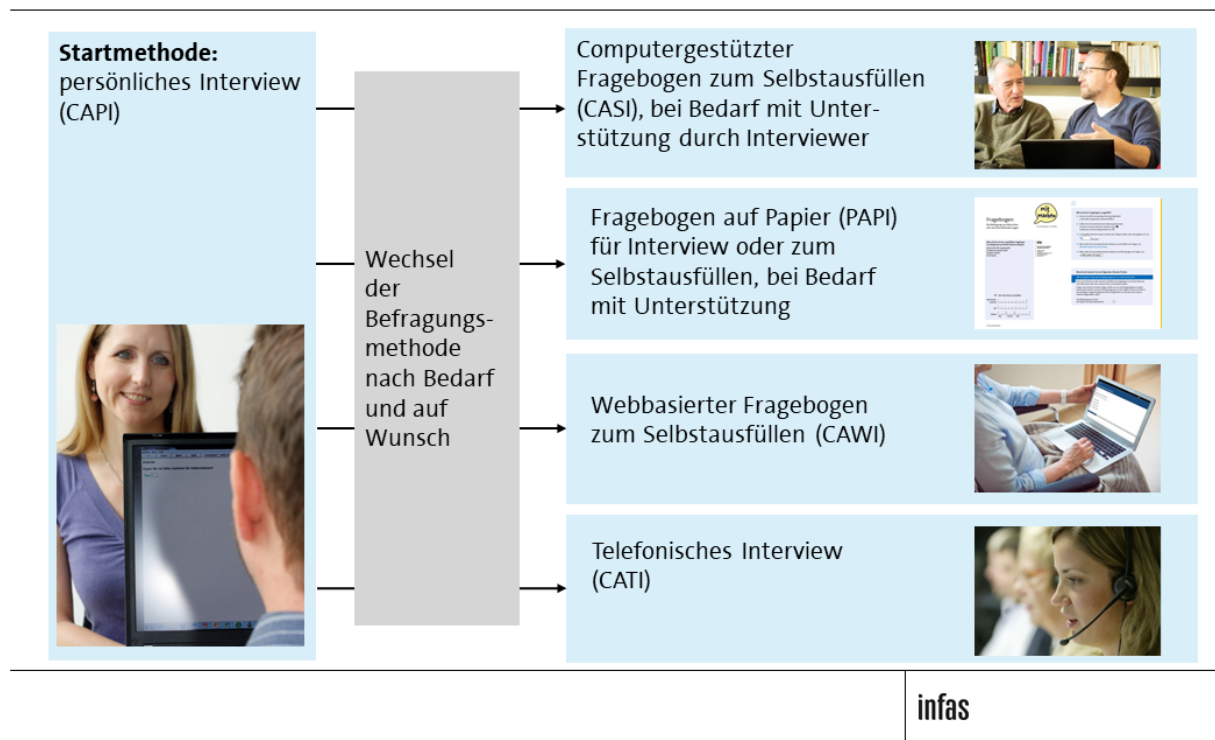 Startmethode:
persönliches Interview
(CAPI)
Wechsel
der
Befragungs-
methode
nach Bedarf
und auf
Wunsch
Computergestützter
Fragebogen zum Selbstausfüllen
(CASI), bei Bedarf mit Unter-
stützung durch Interviewer
Fragebogen auf Papier (PAPI)
für Interview oder zum
Selbstausfüllen, bei Bedarf
mit Unterstützung
Fragebogen
Webbasierter Fragebogen
zum Selbstausfüllen (CAWI)
Telefonisches Interview
(CATI)
infas